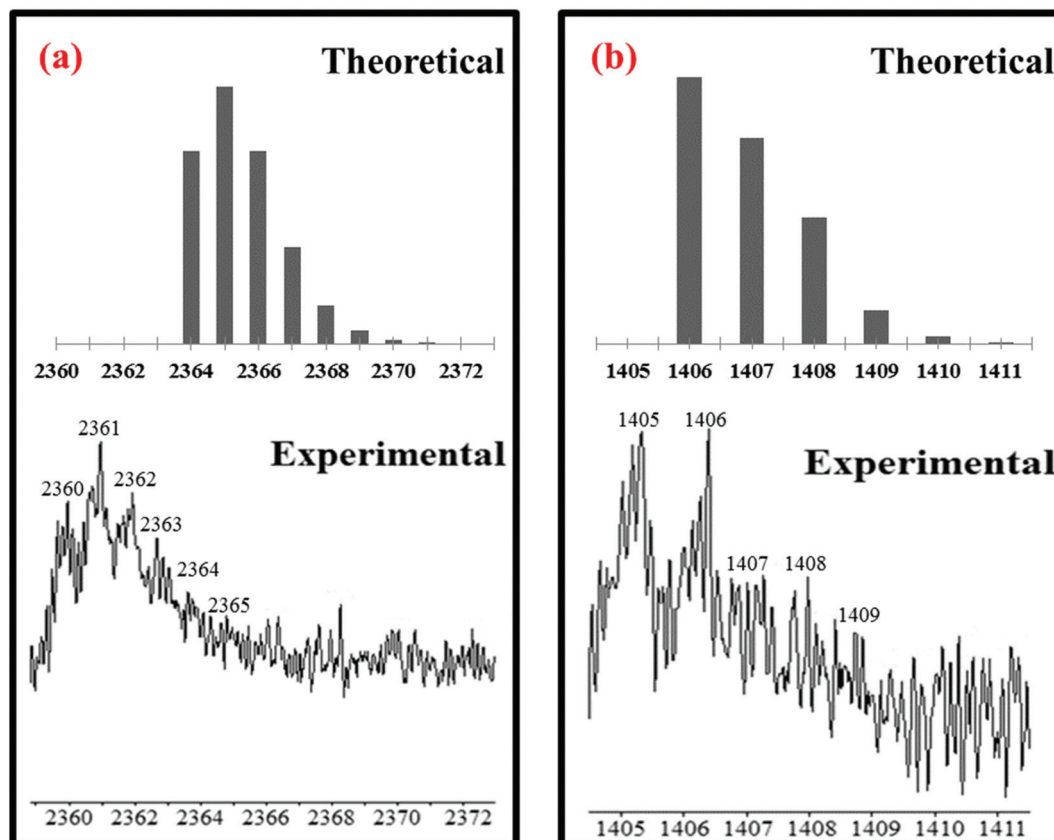 (a)
Theoretical
2360 2362 2364 2366 2368 2370 2372
2361
2360
2362
2363
2364
2365
Experimental
2360 2362 2364 2366 2368 2370 2372
(b)
Theoretical
1405 1406 1407 1408 1409 1410 1411
1405 1406
1407 1408
1409
Experimental
1405 1406 1407 1408 1409 1410 1411